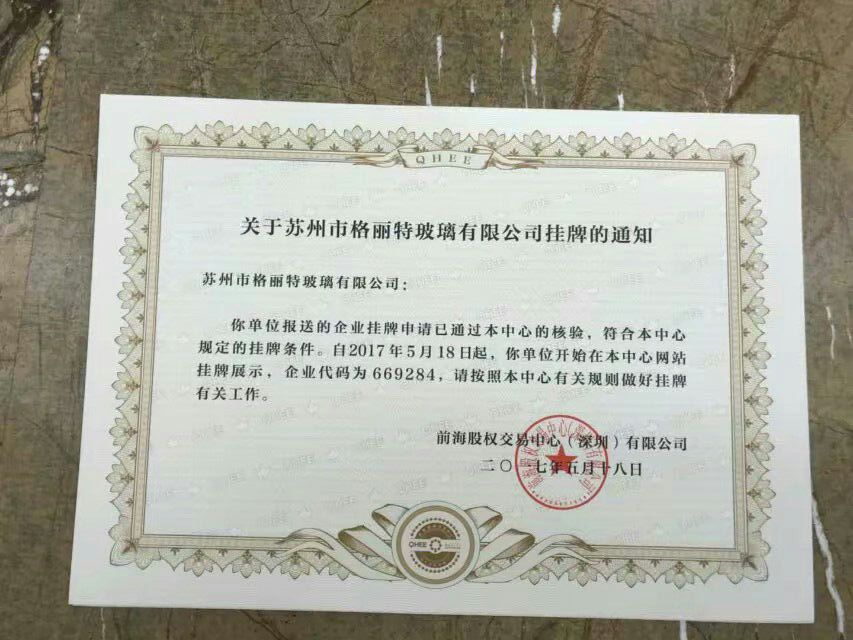 QHEE
关于苏州市格丽特玻璃有限公司挂牌的通知
苏州市格丽特玻璃有限公司：
你单位报送的企业挂牌申请已通过本中心的核验，符合本中心
规定的挂牌条件。自2017年5月18日起，你单位开始在本中心网站
挂牌展示，企业代码为669284，请按照本中心有关规则做好挂牌
有关工作。
前海股权交易中心（深圳）有限公司
二〇一七年五月十八日
QHEE